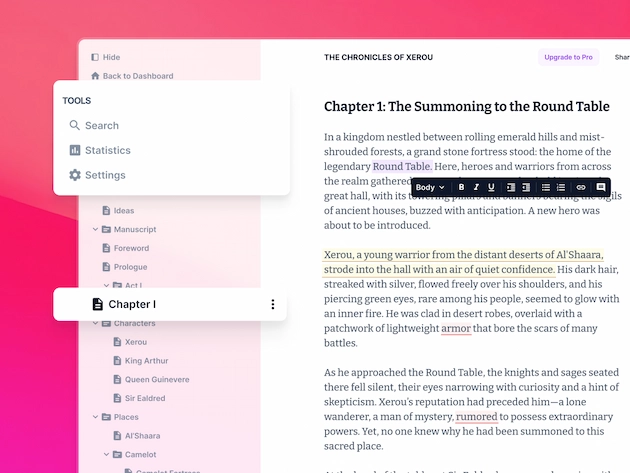 Hide
Back to Dashboard
TOOLS
Search
Statistics
Settings
Ideas
Manuscript
Foreword
Prologue
Act I
Chapter I
Characters
Xerou
King Arthur
Queen Guinevere
Sir Ealdred
Places
Al'Shaara
Camelot
Camelot Fortress
THE CHRONICLES OF XEROU
Upgrade to Pro
Shar
Chapter 1: The Summoning to the Round Table
In a kingdom nestled between rolling emerald hills and mist-
shrouded forests, a grand stone fortress stood: the home of the
legendary Round Table. Here, heroes and warriors from across
the realm gathered
Body B I U
great hall, with its towering pillars and banners bearing the sigils
of ancient houses, buzzed with anticipation. A new hero was
about to be introduced.
Xerou, a young warrior from the distant deserts of Al'Shaara,
strode into the hall with an air of quiet confidence. His dark hair,
streaked with silver, flowed freely over his shoulders, and his
piercing green eyes, rare among his people, seemed to glow with
an inner fire. He was clad in desert robes, overlaid with a
patchwork of lightweight armor that bore the scars of many
battles.
As he approached the Round Table, the knights and sages seated
there fell silent, their eyes narrowing with curiosity and a hint of
skepticism. Xerou's reputation had preceded him—a lone
wanderer, a man of mystery, rumored to possess extraordinary
powers. Yet, no one knew why he had been summoned to this
sacred place.